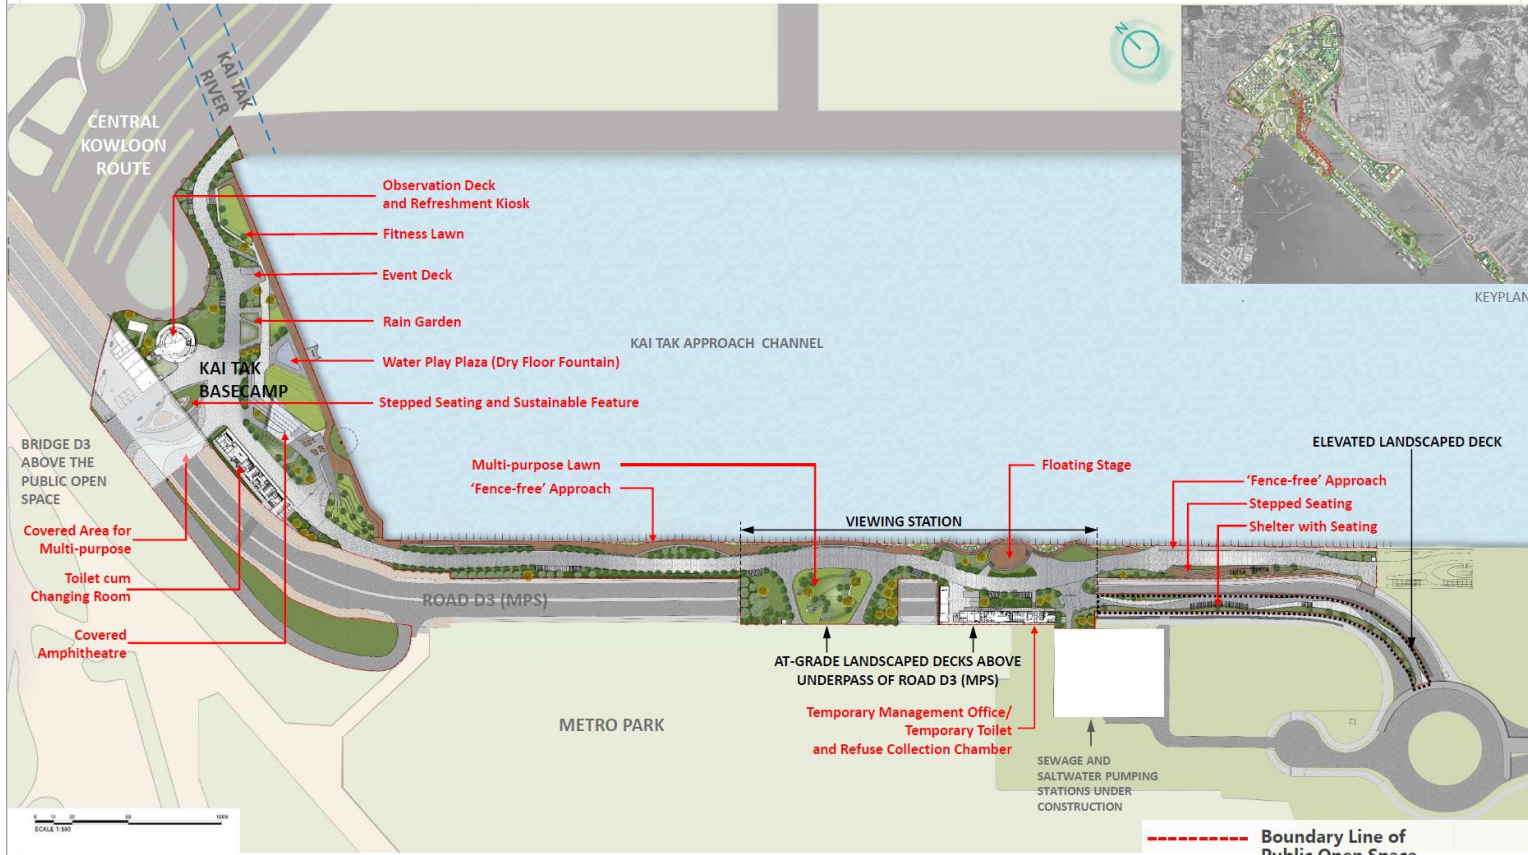 KAI TAK
RIVER
N
CENTRAL
KOWLOON
ROUTE
KEYPLAN
Observation Deck
and Refreshment Kiosk
Fitness Lawn
Event Deck
Rain Garden
Water Play Plaza (Dry Floor Fountain)
Stepped Seating and Sustainable Feature
KAI TAK
BASECAMP
KAI TAK APPROACH CHANNEL
BRIDGE D3
ABOVE THE
PUBLIC OPEN
SPACE
Covered Area for
Multi-purpose
Toilet cum
Changing Room
Covered
Amphitheatre
Multi-purpose Lawn
'Fence-free' Approach
VIEWING STATION
Floating Stage
ELEVATED LANDSCAPED DECK
'Fence-free' Approach
Stepped Seating
Shelter with Seating
ROAD D3 (MPS)
AT-GRADE LANDSCAPED DECKS ABOVE
UNDERPASS OF ROAD D3 (MPS)
Temporary Management Office/
Temporary Toilet
and Refuse Collection Chamber
METRO PARK
SEWAGE AND
SALTWATER PUMPING
STATIONS UNDER
CONSTRUCTION
SCALE 1:500
Boundary Line of
Public Open Space